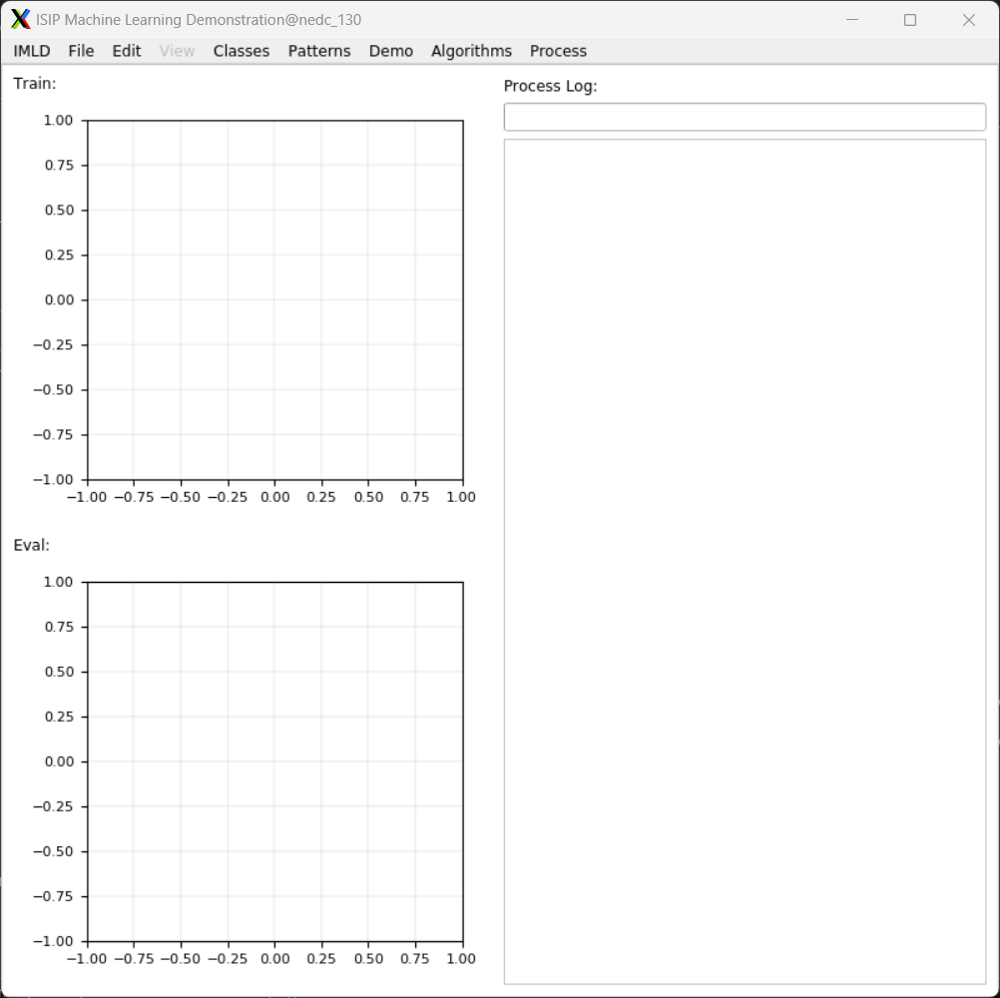 ISIP Machine Learning Demonstration@nedc_130
IMLD File Edit View Classes Patterns Demo Algorithms Process
Train:
1.00
0.75
0.50
0.25
0.00
−0.25
−0.50
−0.75
−1.00
−1.00 −0.75 −0.50 −0.25 0.00 0.25 0.50 0.75 1.00
Eval:
1.00
0.75
0.50
0.25
0.00
−0.25
−0.50
−0.75
−1.00
−1.00 −0.75 −0.50 −0.25 0.00 0.25 0.50 0.75 1.00
Process Log: